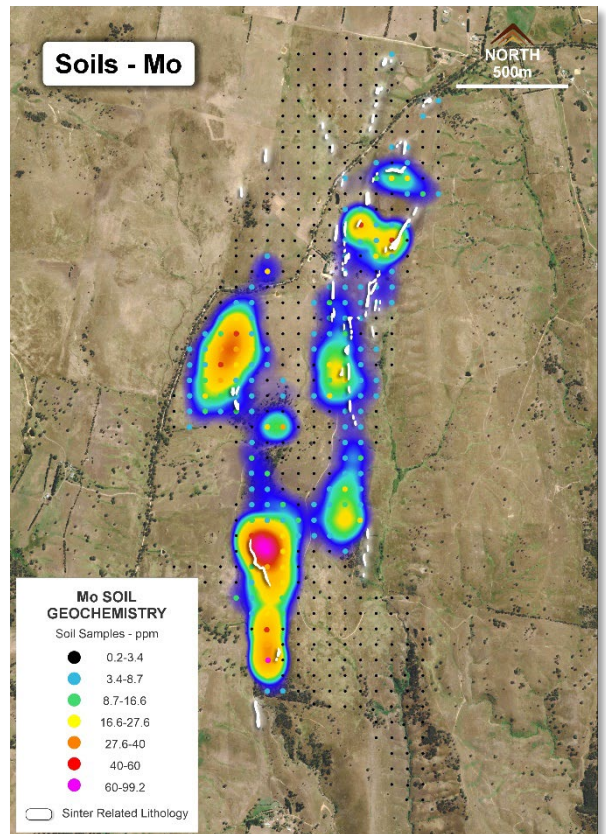 Soils - Mo
NORTH
500m
Mo SOIL
GEOCHEMISTRY
Soil Samples - ppm
0.2-3.4
3.4-8.7
8.7-16.6
16.6-27.6
27.6-40
40-60
60-99.2
Sinter Related Lithology